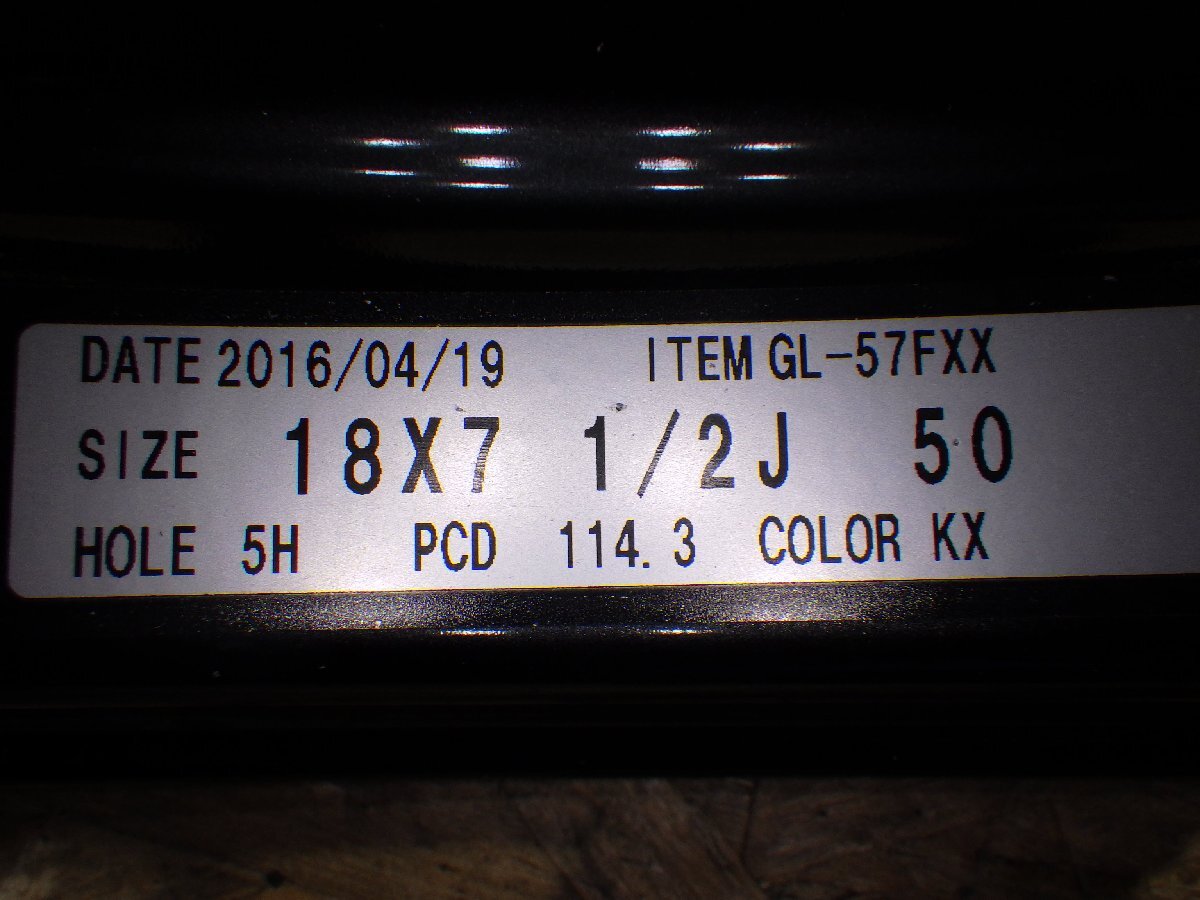 DATE 2016/04/19 ITEM GL-57FXX
SIZE 18X7 1/2J 50
HOLE 5H PCD 114.3 COLOR KX